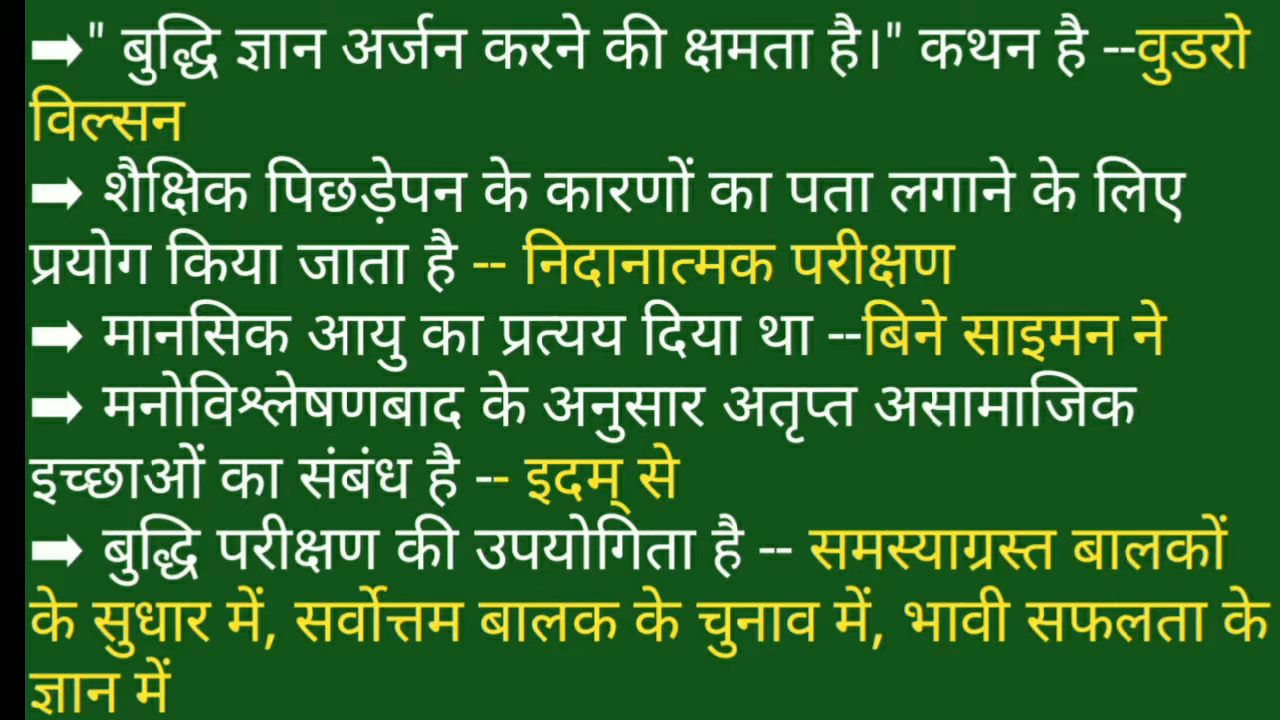 ➡" बुद्धि ज्ञान अर्जन करने की क्षमता है।" कथन है --वुडरो
विल्सन
➡ शैक्षिक पिछड़ेपन के कारणों का पता लगाने के लिए
प्रयोग किया जाता है -- निदानात्मक परीक्षण
➡ मानसिक आयु का प्रत्यय दिया था --बिने साइमन ने
➡ मनोविश्लेषणबाद के अनुसार अतृप्त असामाजिक
इच्छाओं का संबंध है -- इदम् से
➡ बुद्धि परीक्षण की उपयोगिता है -- समस्याग्रस्त बालकों
के सुधार में, सर्वोत्तम बालक के चुनाव में, भावी सफलता के
ज्ञान में